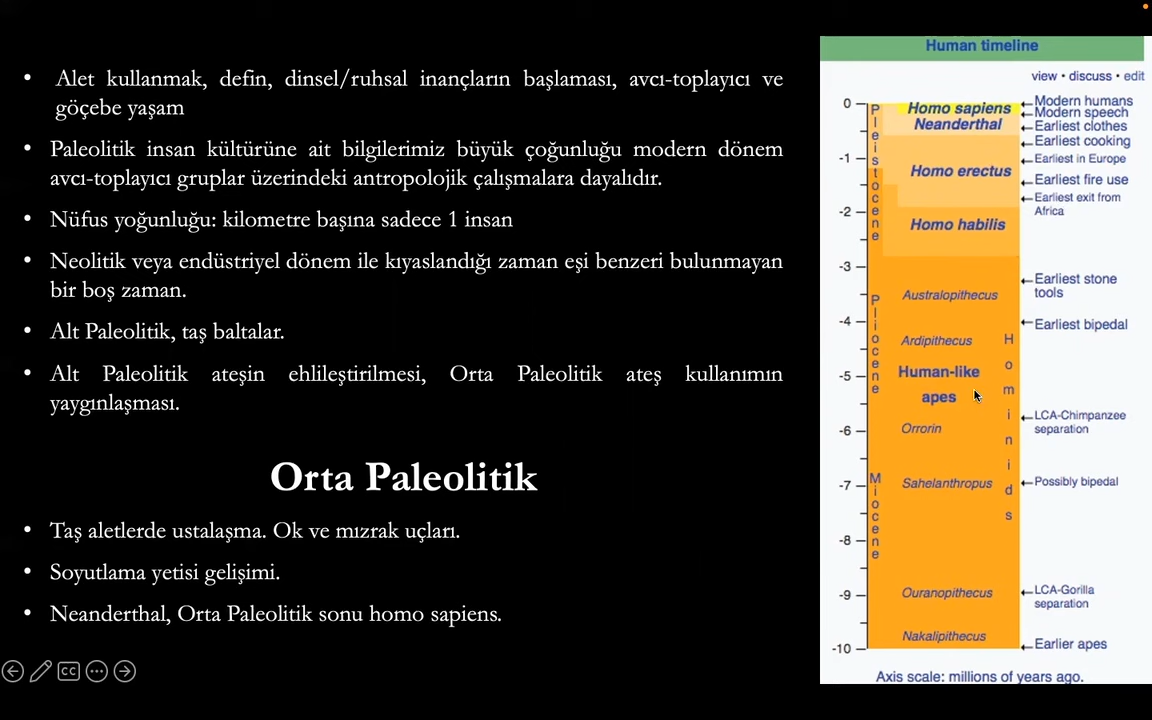 • Alet kullanmak, defin, dinsel/ruhsal inançların başlaması, avcı-toplayıcı ve
göçebe yaşam
• Paleolitik insan kültürüne ait bilgilerimiz büyük çoğunluğu modern dönem
avcı-toplayıcı gruplar üzerindeki antropolojik çalışmalara dayalıdır.
• Nüfus yoğunluğu: kilometre başına sadece 1 insan
• Neolitik veya endüstriyel dönem ile kıyaslandığı zaman eşi benzeri bulunmayan
bir boş zaman.
• Alt Paleolitik, taş baltalar.
• Alt Paleolitik ateşin ehlileştirilmesi, Orta Paleolitik ateş kullanımın
yaygınlaşması.
Orta Paleolitik
• Taş aletlerde ustalaşma. Ok ve mızrak uçları.
• Soyutlama yetisi gelişimi.
• Neanderthal, Orta Paleolitik sonu homo sapiens.
CC
Human timeline
view • discuss • edit
0
-1
-2
-3
-4
-5
-6
-7
-8
-9
-10
Pleistocene
Pliocene
Miocene
Homo sapiens
Neanderthal
Homo erectus
Homo habilis
Australopithecus
Ardipithecus
Human-like
apes
Orrorin
Sahelanthropus
Ouranopithecus
Nakalipithecus
Hominids
Modern humans
Modern speech
Earliest clothes
Earliest cooking
Earliest in Europe
Earliest fire use
Earliest exit from
Africa
Earliest stone
tools
Earliest bipedal
LCA-Chimpanzee
separation
Possibly bipedal
LCA-Gorilla
separation
Earlier apes
Axis scale: millions of years ago.